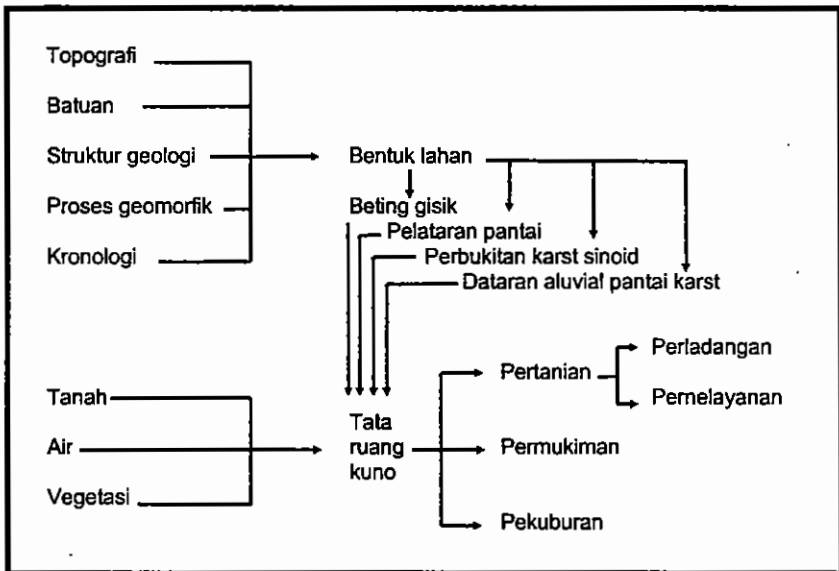 Topografi
Batuan
Struktur geologi
Bentuk lahan
Proses geomorfik
Beting gisik
Pelataran pantai
Perbukitan karst sinoid
Kronologi
Dataran aluvial pantai karst
Perladangan
Pertanian
Pernelayanan
Tanah
Tata
ruang
kuno
Air
Permukiman
Vegetasi
Pekuburan